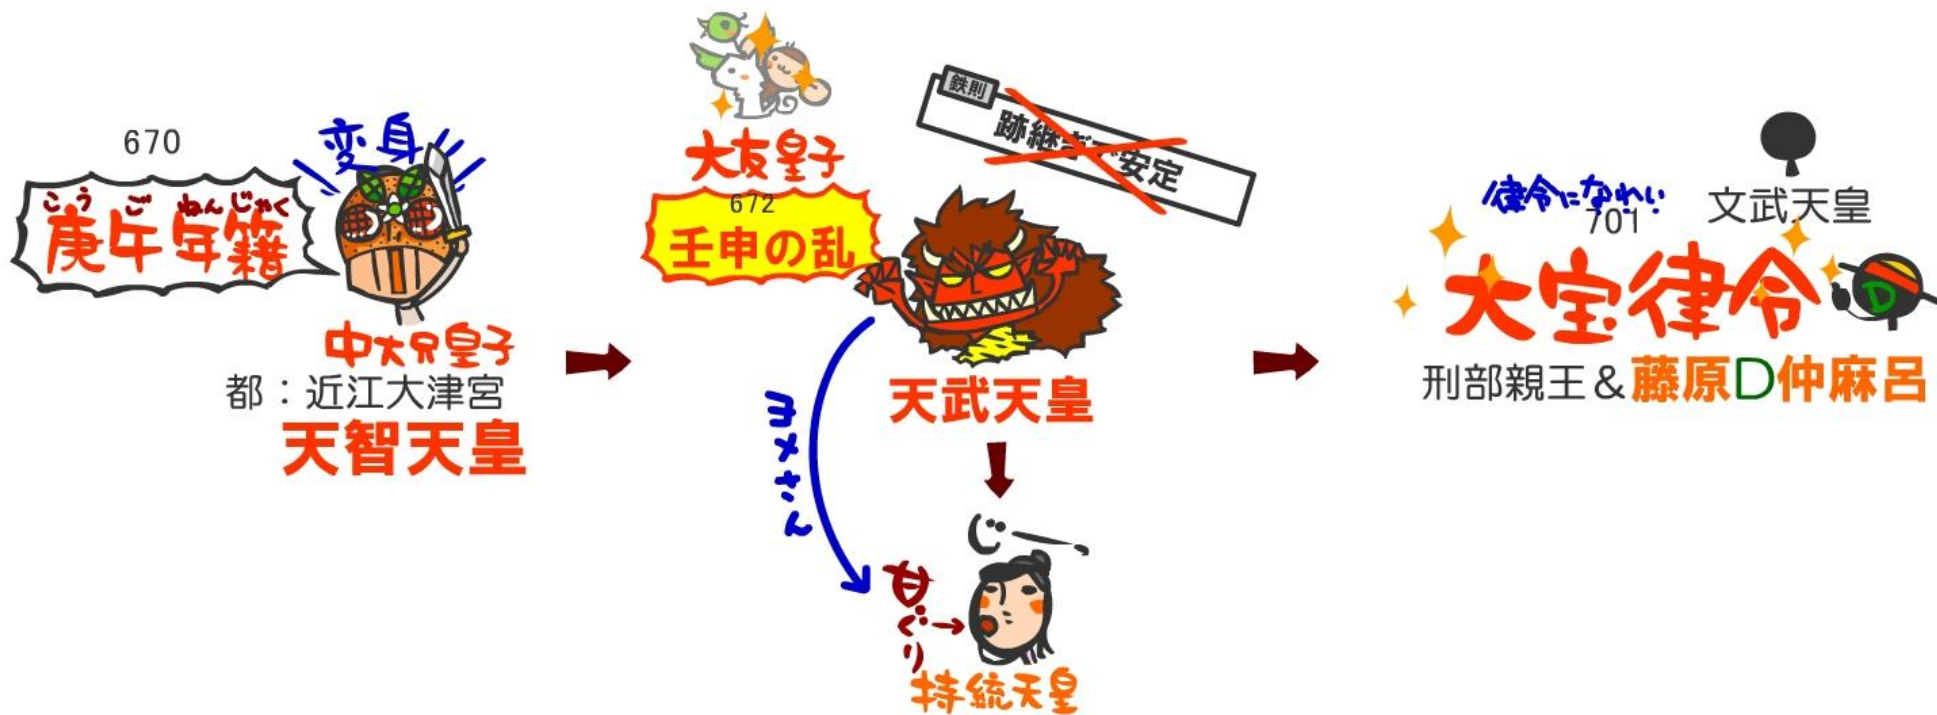 670
変身
こうごねんじゃく
庚午年籍
中大兄皇子
都：近江大津宮
天智天皇
大友皇子
672
壬申の乱
鉄則
跡継ぎで安定
天武天皇
ヨメさん
じーっ
甘ぐり
持統天皇
律令になれい
701
文武天皇
大宝律令
D
刑部親王＆藤原D仲麻呂